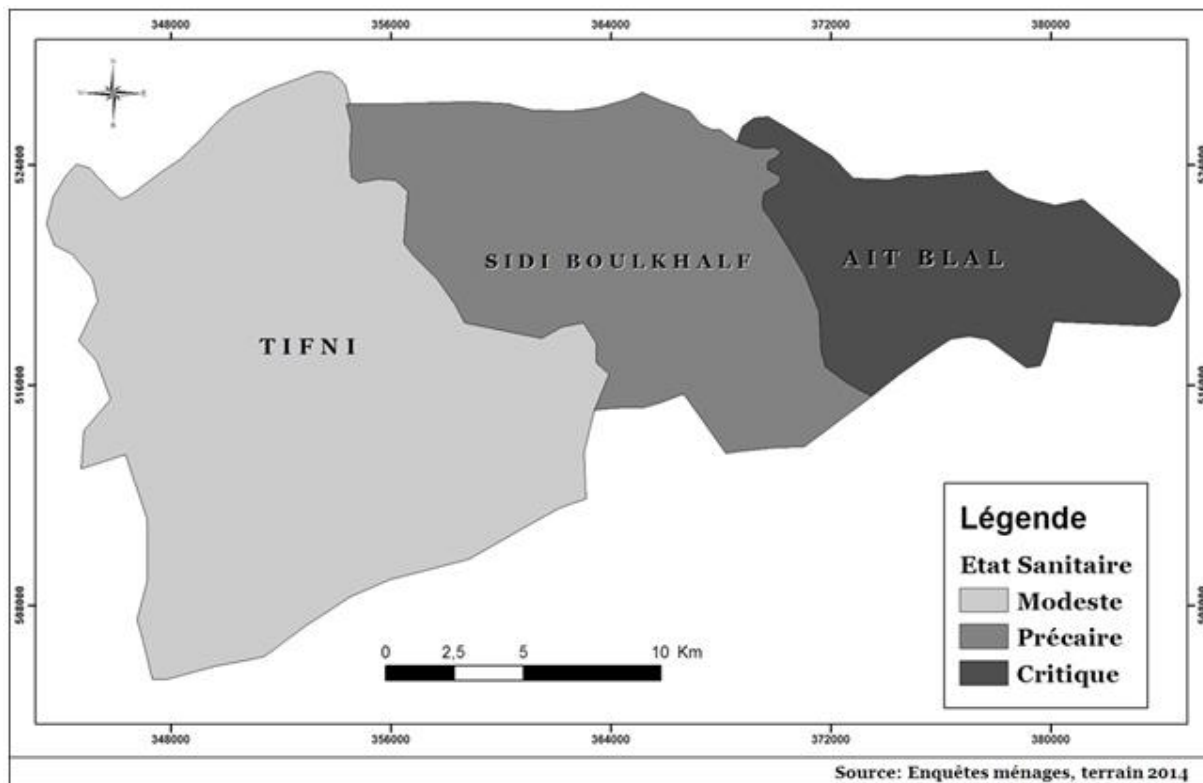 348000 356000 364000 372000 380000
524000
SIDI BOULKHALF AIT BLAL
TIFNI
516000 516000
Légende
Etat Sanitaire
508000
Modeste
0 2,5 5 10 Km
Précaire
Critique
348000 356000 364000 372000 380000
Source: Enquêtes ménages, terrain 2014